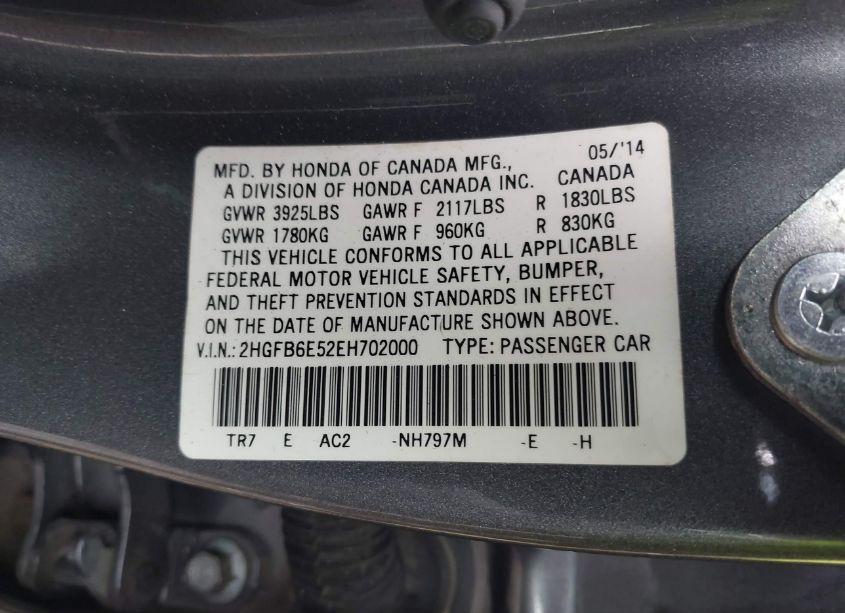 MFD. BY HONDA OF CANADA MFG., 05/'14
A DIVISION OF HONDA CANADA INC. CANADA
GVWR 3925LBS GAWR F 2117LBS R 1830LBS
GVWR 1780KG GAWR F 960KG R 830KG
THIS VEHICLE CONFORMS TO ALL APPLICABLE
FEDERAL MOTOR VEHICLE SAFETY, BUMPER,
AND THEFT PREVENTION STANDARDS IN EFFECT
ON THE DATE OF MANUFACTURE SHOWN ABOVE.
V.I.N.: 2HGFB6E52EH702000 TYPE: PASSENGER CAR
TR7 E AC2 -NH797M -E -H